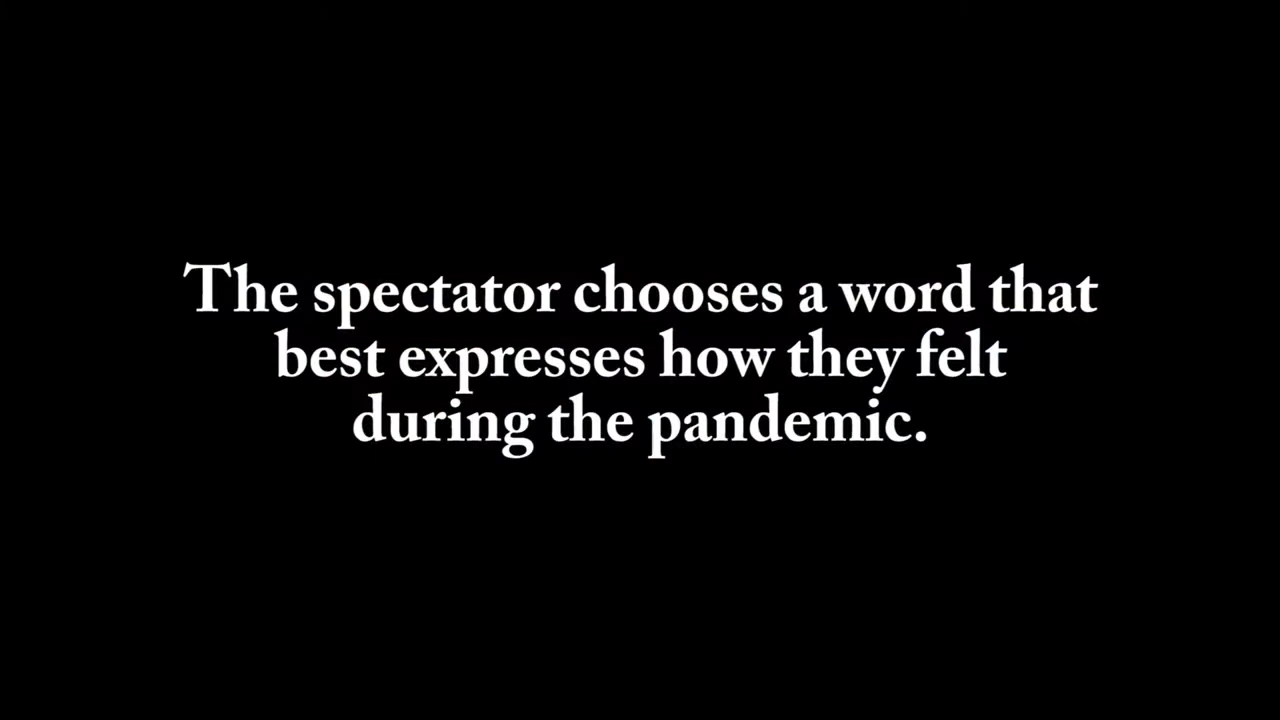 The spectator chooses a word that
best expresses how they felt
during the pandemic.